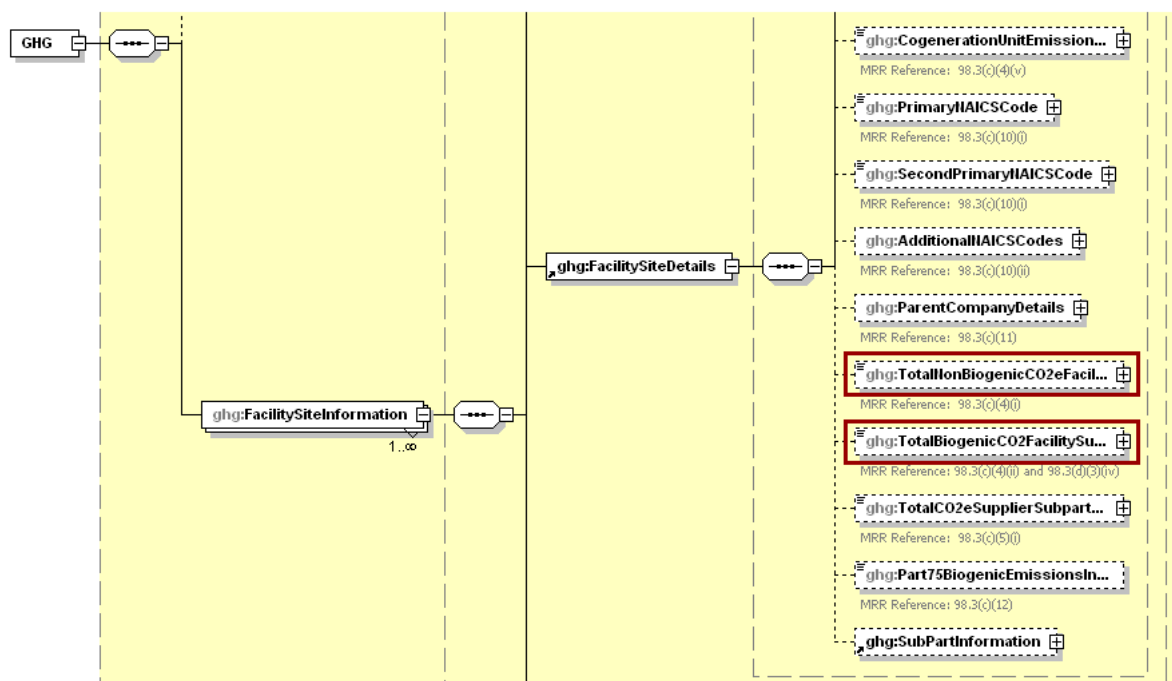 GHG
ghg:FacilitySiteInformation
1..∞
ghg:FacilitySiteDetails
ghg:CogenerationUnitEmission...
MRR Reference: 98.3(c)(4)(v)
ghg:PrimaryNAICSCode
MRR Reference: 98.3(c)(10)(i)
ghg:SecondPrimaryNAICSCode
MRR Reference: 98.3(c)(10)(i)
ghg:AdditionalNAICSCodes
MRR Reference: 98.3(c)(10)(ii)
ghg:ParentCompanyDetails
MRR Reference: 98.3(c)(11)
ghg:TotalNonBiogenicCO2eFacil...
MRR Reference: 98.3(c)(4)(i)
ghg:TotalBiogenicCO2FacilitySu...
MRR Reference: 98.3(c)(4)(ii) and 98.3(d)(3)(iv)
ghg:TotalCO2eSupplierSubpart...
MRR Reference: 98.3(c)(5)(i)
ghg:Part75BiogenicEmissionsIn...
MRR Reference: 98.3(c)(12)
ghg:SubPartInformation